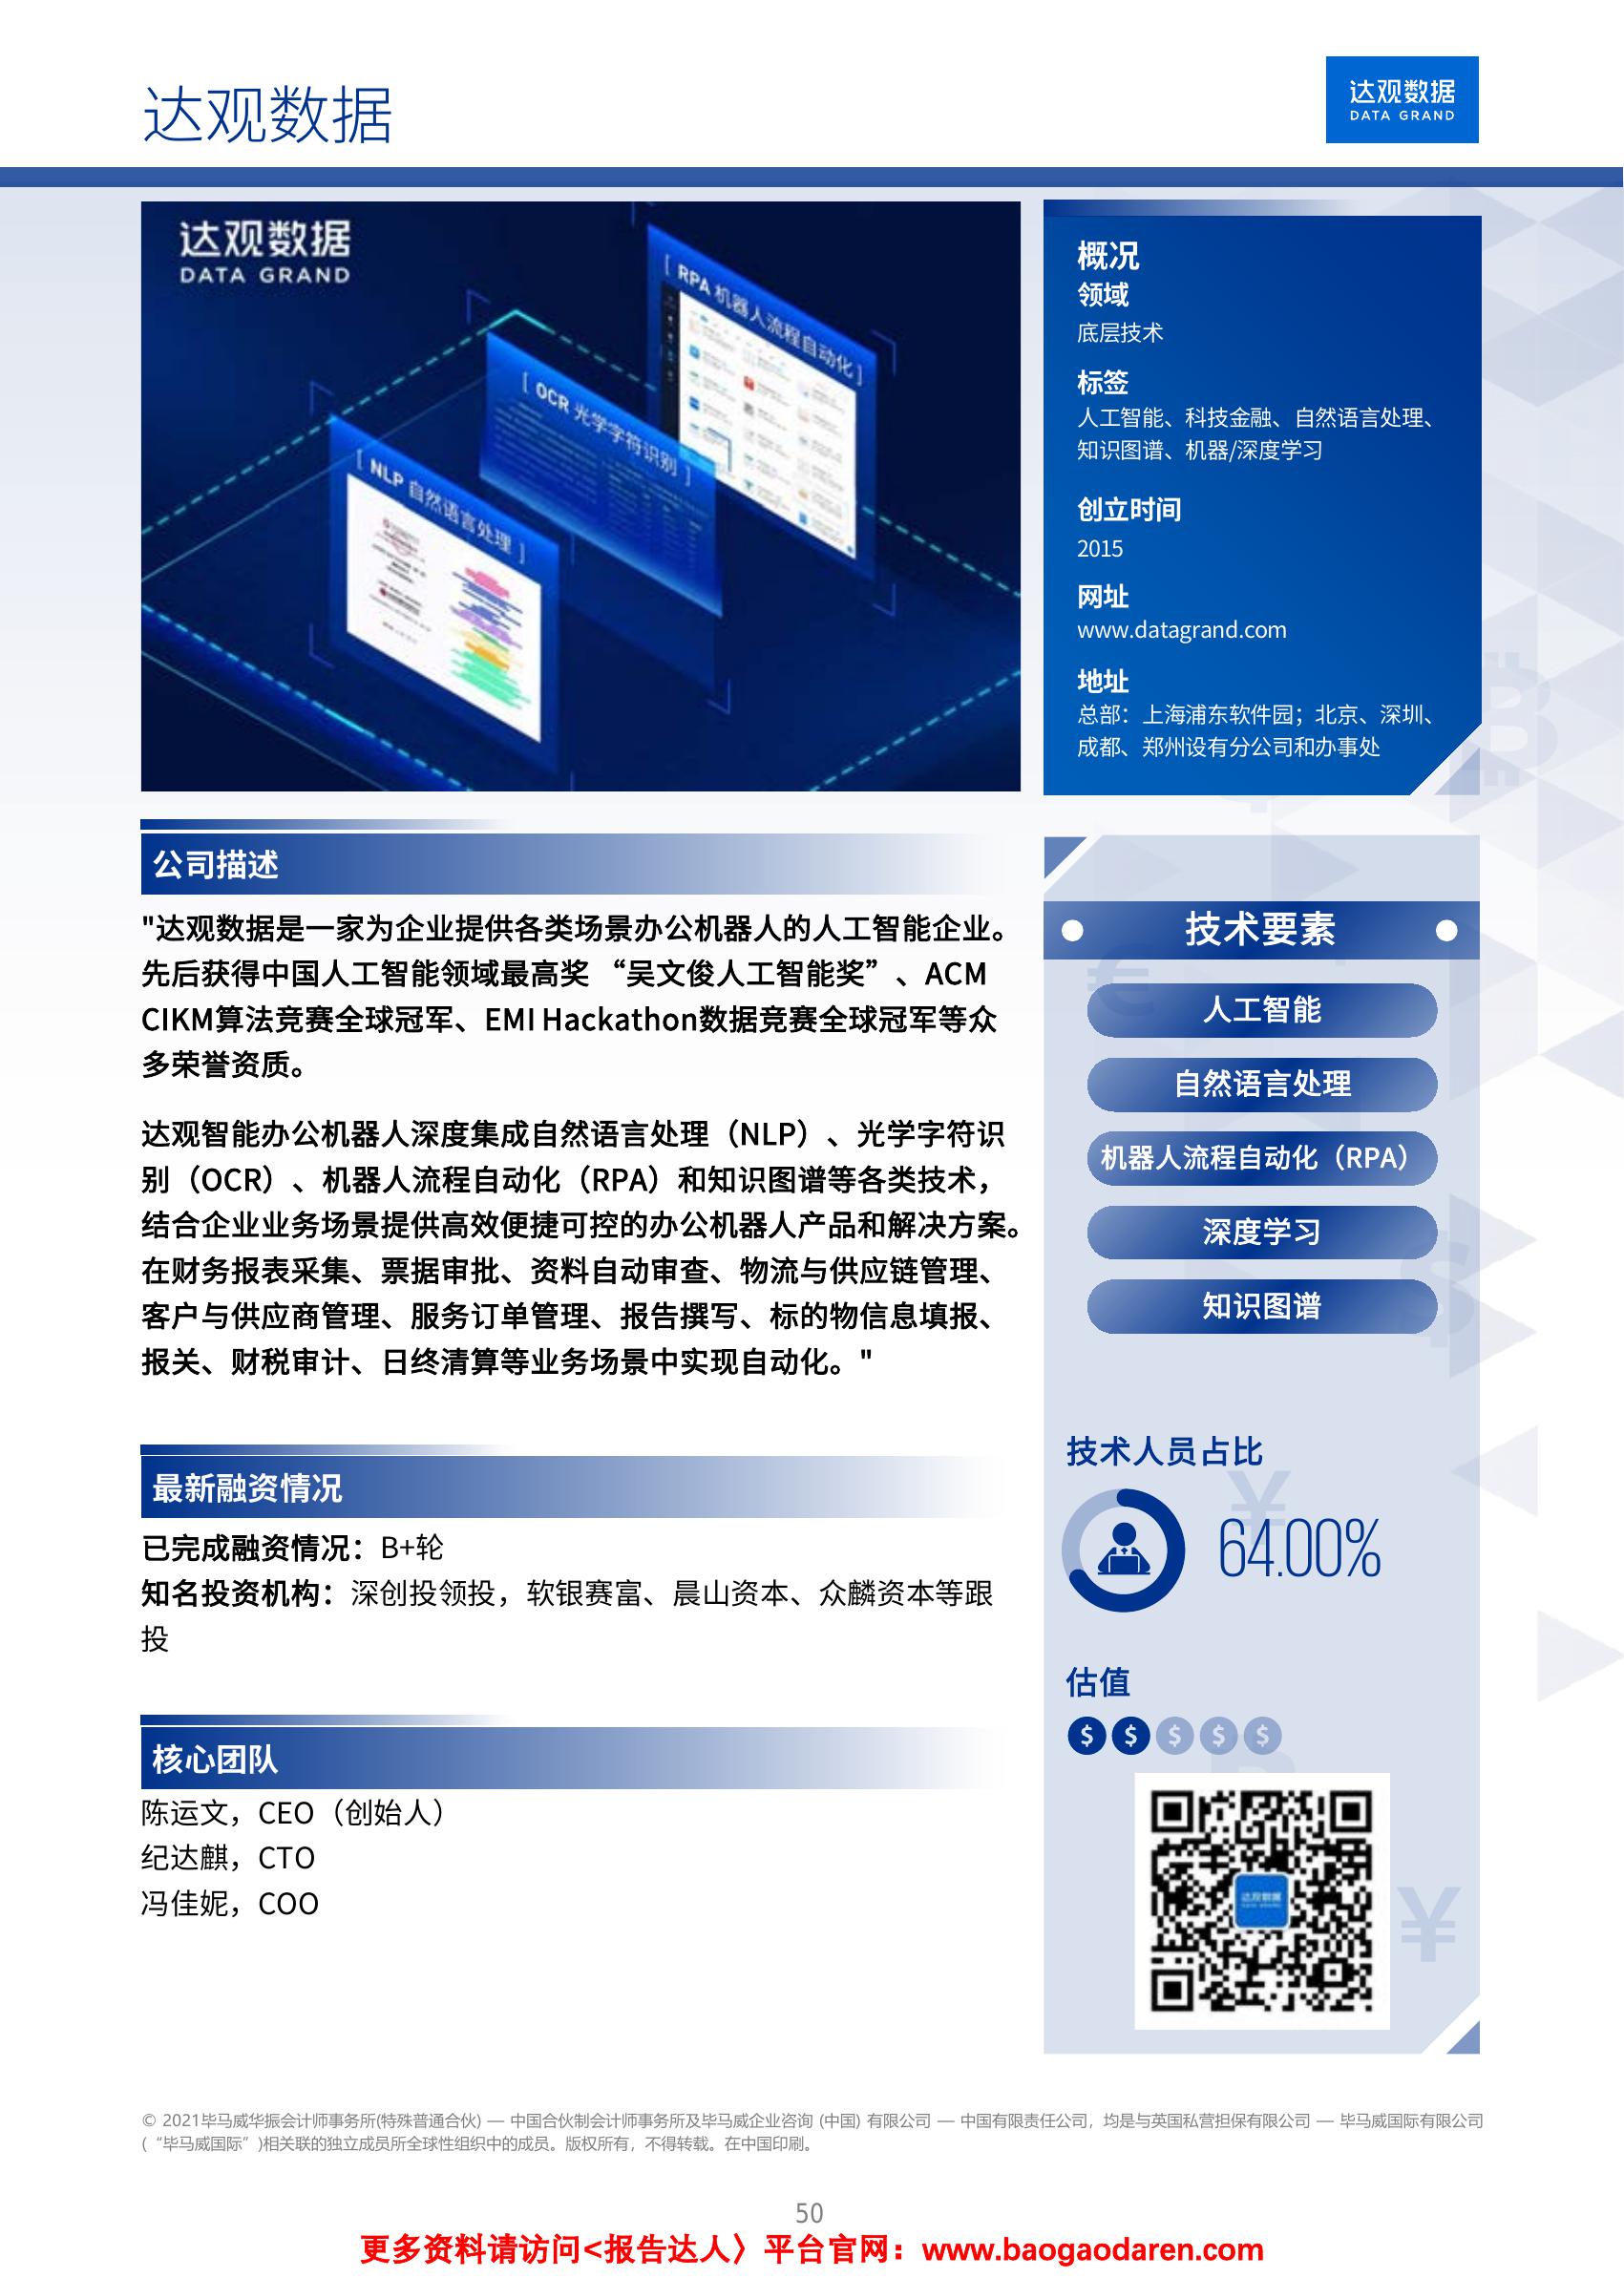 达观数据
达观数据
DATA GRAND
达观数据
DATA GRAND
[ RPA 机器人流程自动化 ]
[ OCR 光学字符识别 ]
[ NLP 自然语言处理 ]
概况
领域
底层技术
标签
人工智能、科技金融、自然语言处理、
知识图谱、机器/深度学习
创立时间
2015
网址
www.datagrand.com
地址
总部：上海浦东软件园；北京、深圳、
成都、郑州设有分公司和办事处
公司描述
"达观数据是一家为企业提供各类场景办公机器人的人工智能企业。
先后获得中国人工智能领域最高奖 “吴文俊人工智能奖”、ACM
CIKM算法竞赛全球冠军、EMI Hackathon数据竞赛全球冠军等众
多荣誉资质。
达观智能办公机器人深度集成自然语言处理（NLP）、光学字符识
别（OCR）、机器人流程自动化（RPA）和知识图谱等各类技术，
结合企业业务场景提供高效便捷可控的办公机器人产品和解决方案。
在财务报表采集、票据审批、资料自动审查、物流与供应链管理、
客户与供应商管理、服务订单管理、报告撰写、标的物信息填报、
报关、财税审计、日终清算等业务场景中实现自动化。"
最新融资情况
已完成融资情况：B+轮
知名投资机构：深创投领投，软银赛富、晨山资本、众麟资本等跟
投
核心团队
陈运文，CEO（创始人）
纪达麒，CTO
冯佳妮，COO
技术要素
人工智能
自然语言处理
机器人流程自动化（RPA）
深度学习
知识图谱
技术人员占比
64.00%
估值
$ $ $ $ $
达观数据
© 2021毕马威华振会计师事务所(特殊普通合伙) — 中国合伙制会计师事务所及毕马威企业咨询 (中国) 有限公司 — 中国有限责任公司，均是与英国私营担保有限公司 — 毕马威国际有限公司
(“毕马威国际”)相关联的独立成员所全球性组织中的成员。版权所有，不得转载。在中国印刷。
50
更多资料请访问<报告达人〉平台官网：www.baogaodaren.com